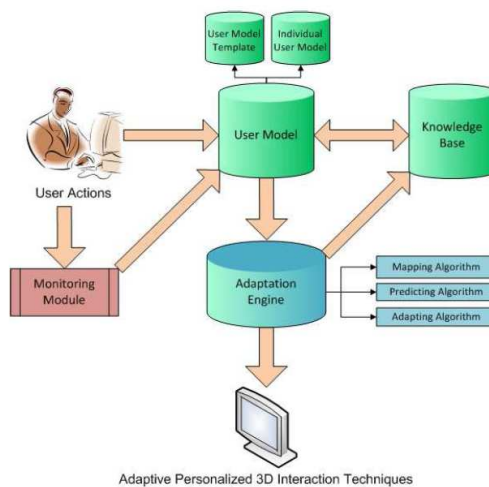 User Model
Template
Individual
User Model
User Model
Knowledge
Base
User Actions
Monitoring
Module
Adaptation
Engine
Mapping Algorithm
Predicting Algorithm
Adapting Algorithm
Adaptive Personalized 3D Interaction Techniques